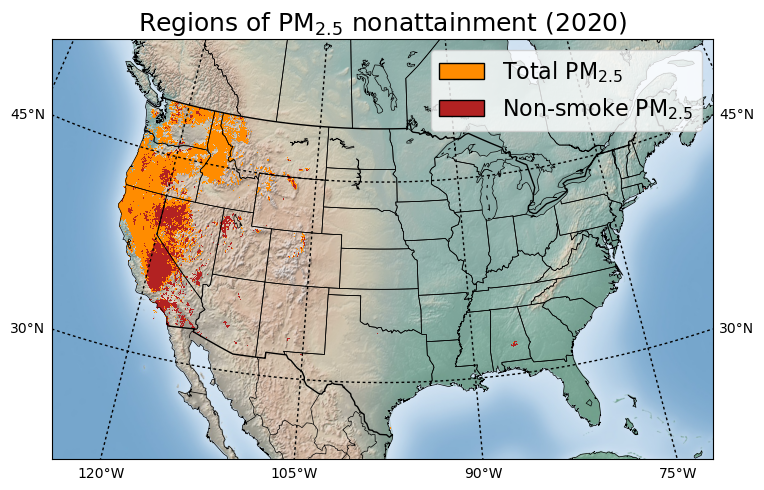 Regions of PM2.5 nonattainment (2020)
Total PM2.5
Non-smoke PM2.5
45°N 45°N
30°N 30°N
120°W 105°W 90°W 75°W